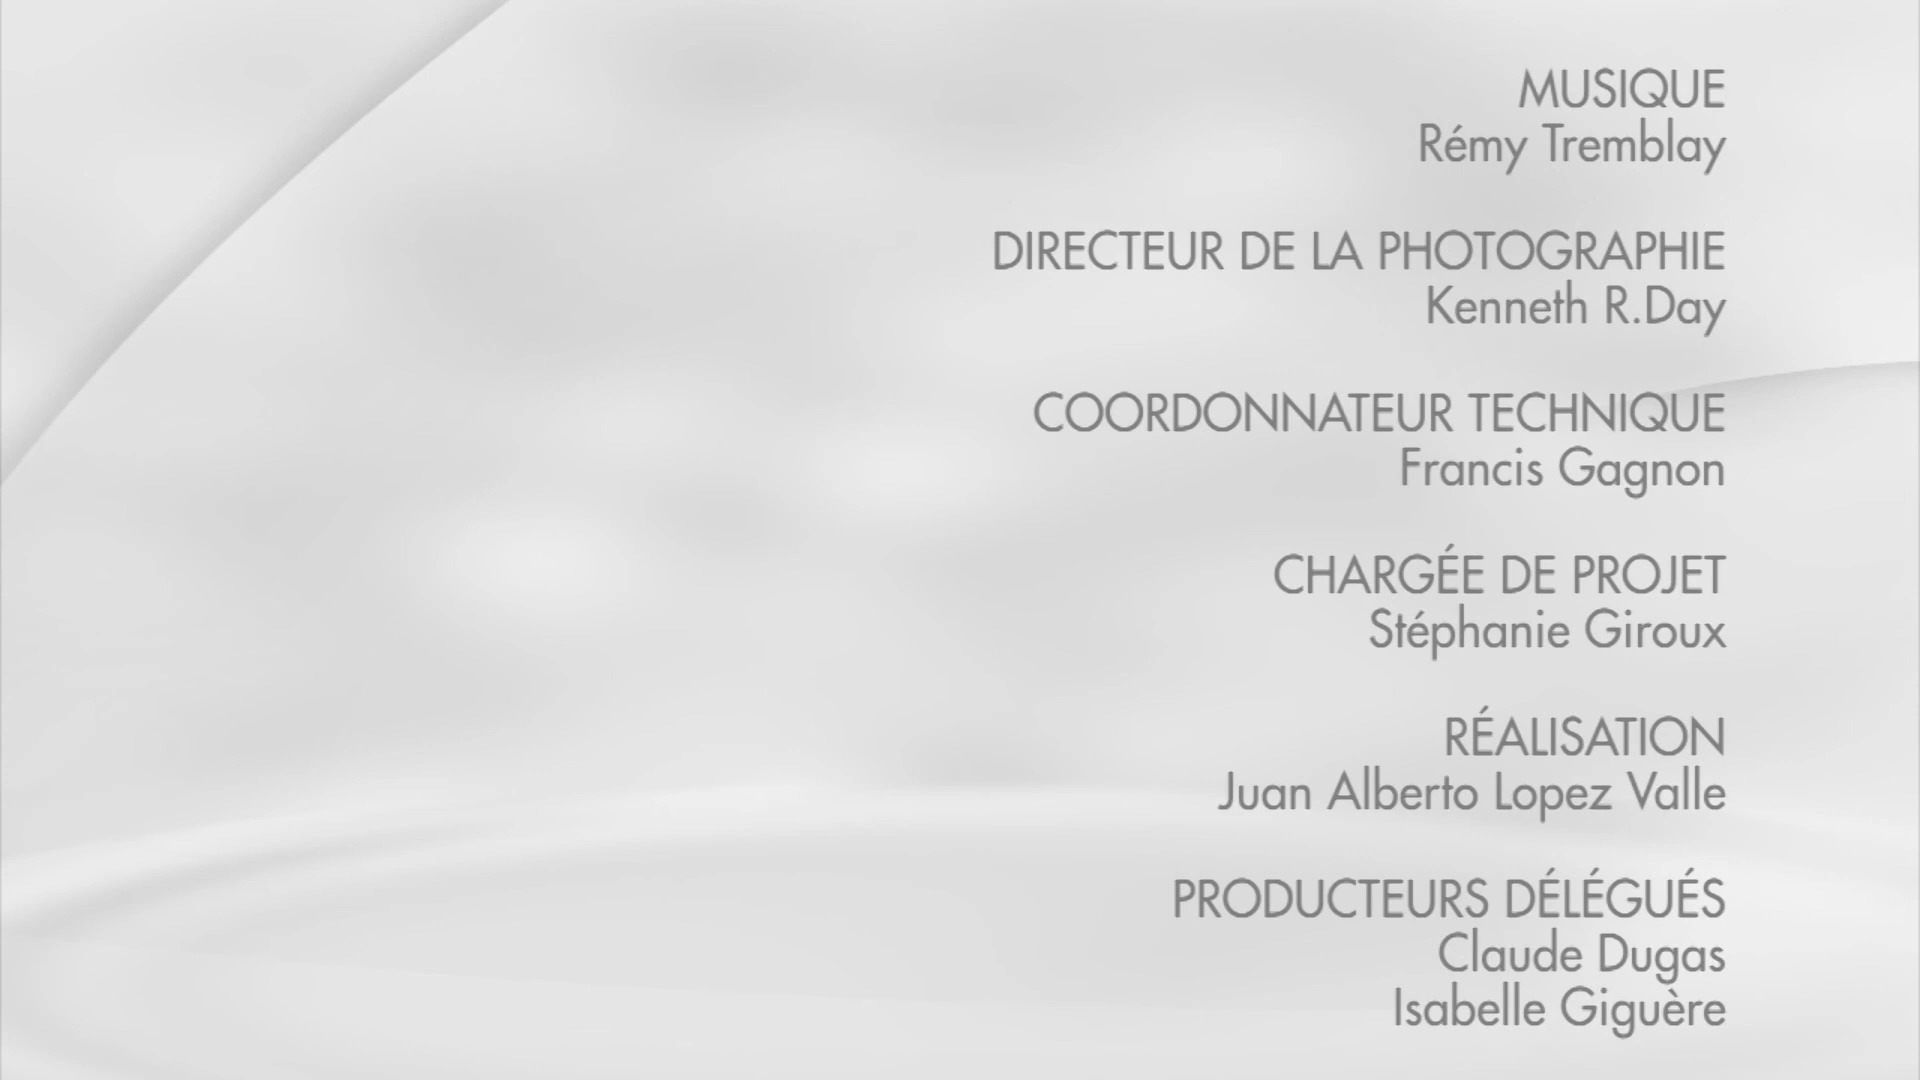 MUSIQUE
Rémy Tremblay
DIRECTEUR DE LA PHOTOGRAPHIE
Kenneth R.Day
COORDONNATEUR TECHNIQUE
Francis Gagnon
CHARGÉE DE PROJET
Stéphanie Giroux
RÉALISATION
Juan Alberto Lopez Valle
PRODUCTEURS DÉLÉGUÉS
Claude Dugas
Isabelle Giguère